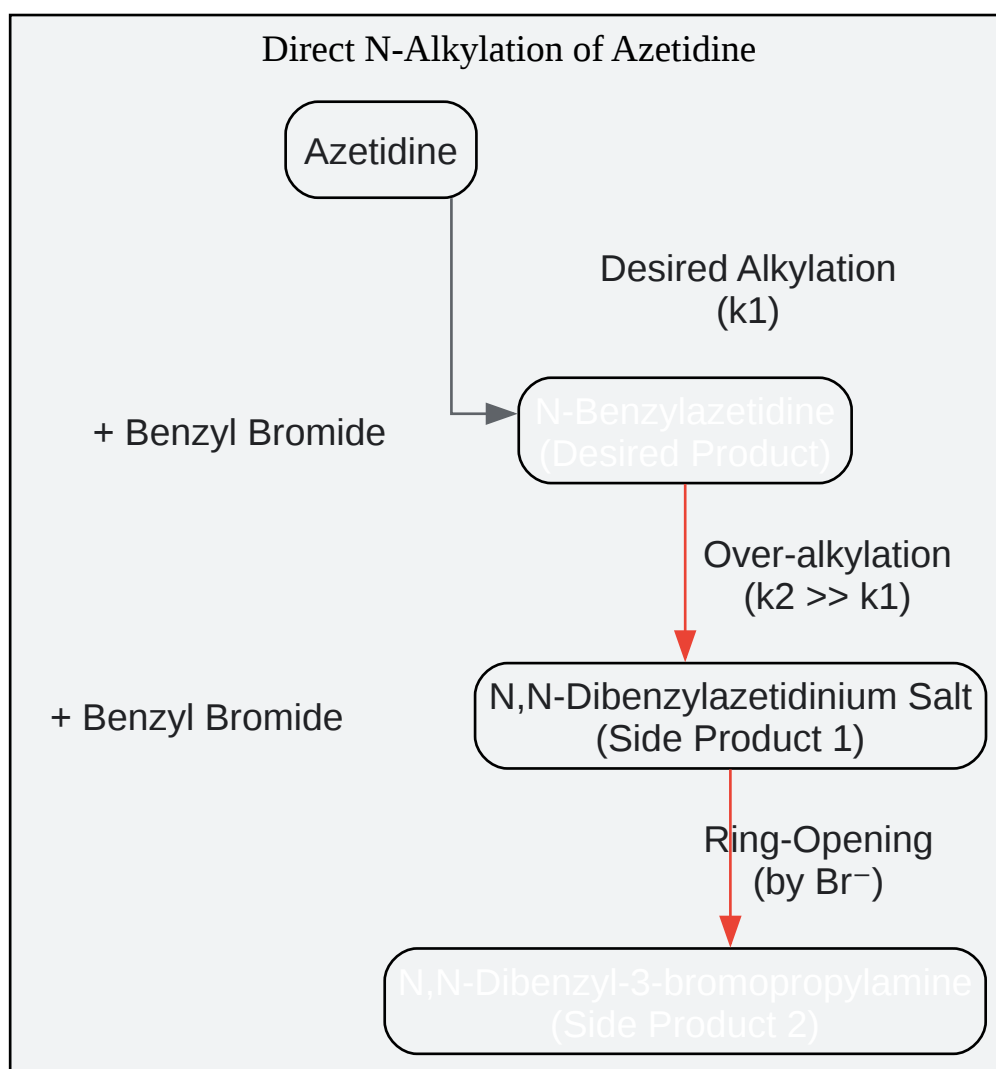 Direct N-Alkylation of Azetidine
Azetidine
Desired Alkylation
(k1)
+ Benzyl Bromide
N-Benzylazetidine
(Desired Product)
Over-alkylation
(k2 >> k1)
+ Benzyl Bromide
N,N-Dibenzylazetidinium Salt
(Side Product 1)
Ring-Opening
(by Br⁻)
N,N-Dibenzyl-3-bromopropylamine
(Side Product 2)